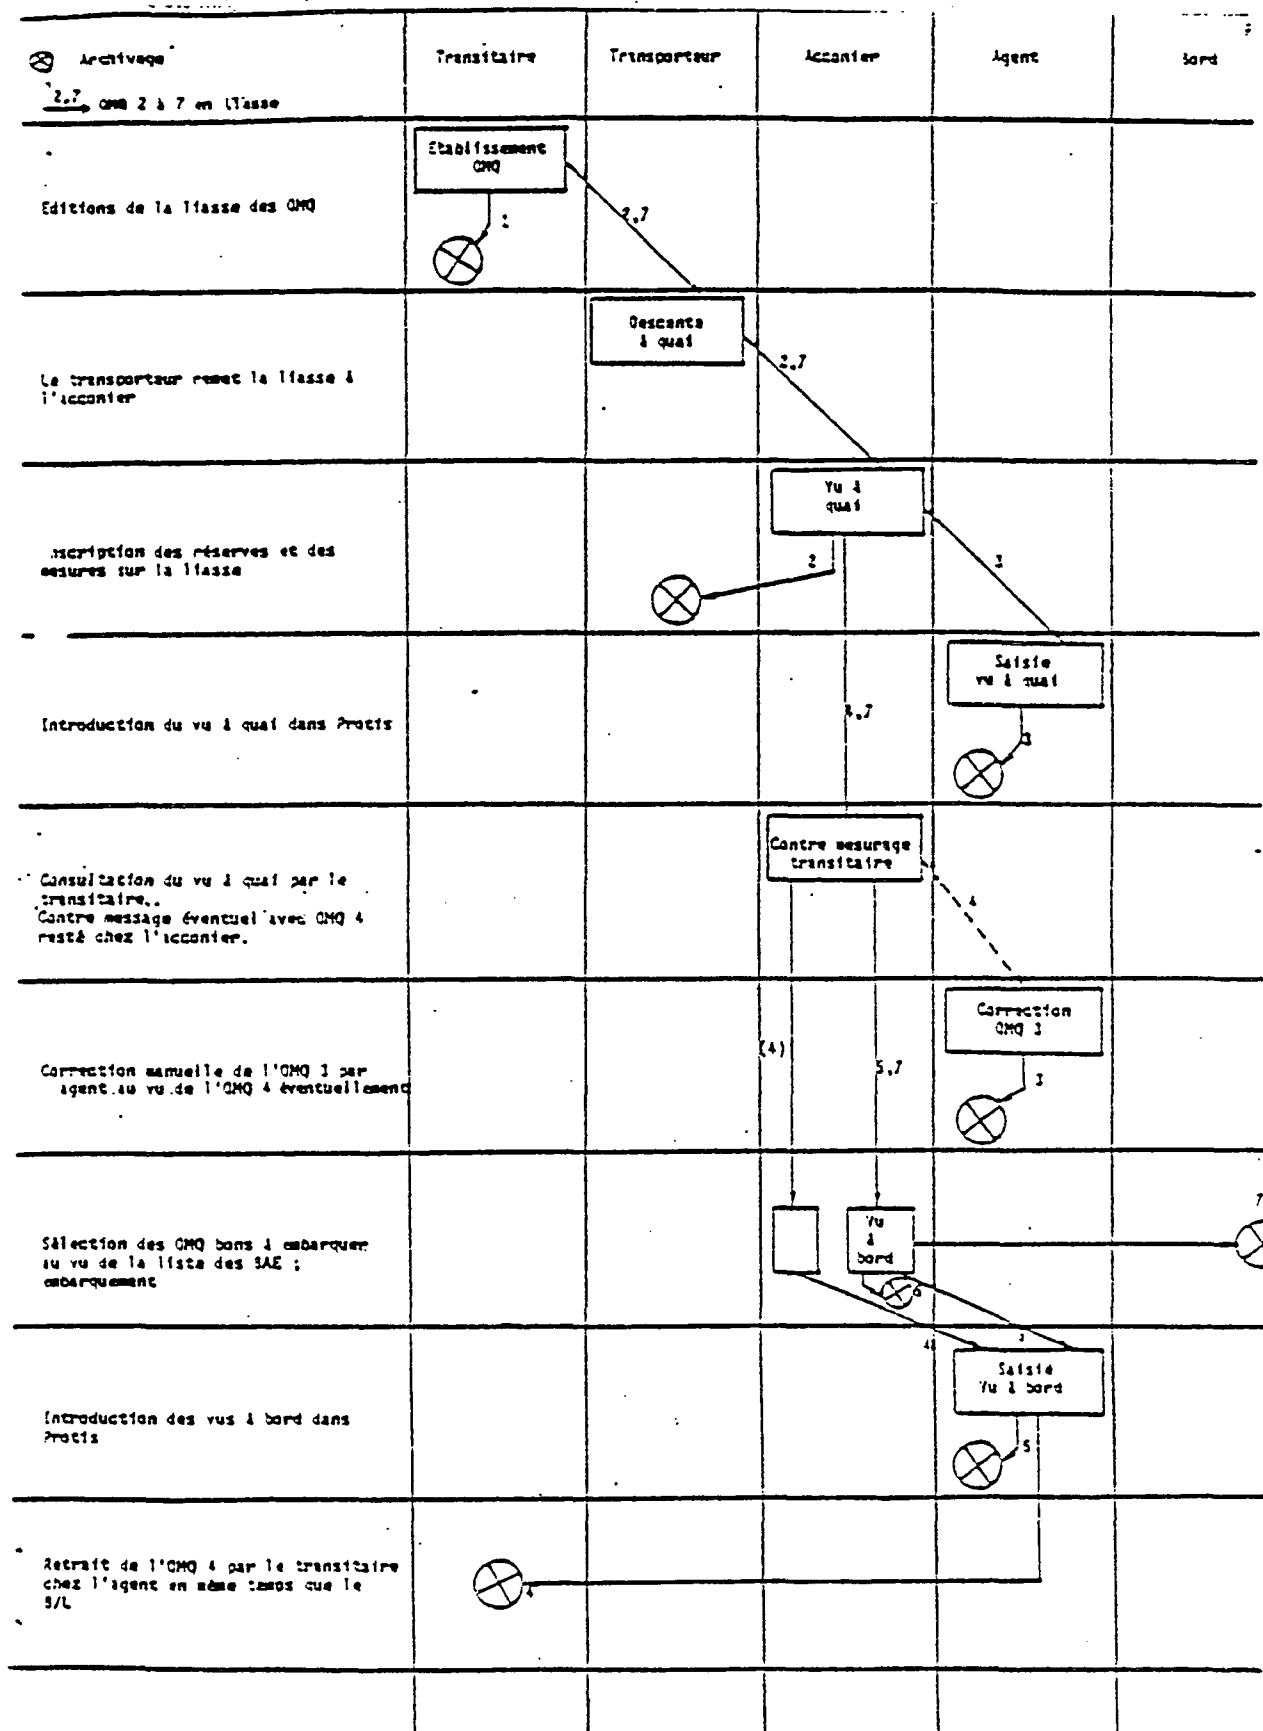 Archivage
Transitaire
Transporteur
Acconier
Agent
Bord
2,7
OMQ 2 à 7 en liasse
Etablissement
OMQ
Editions de la liasse des OMQ
1
2,7
Descente
à quai
Le transporteur remet la liasse à
l'acconier
2,7
Vu à
quai
Inscription des réserves et des
mesures sur la liasse
2
3
Saisie
vu à quai
Introduction du vu à quai dans Protis
4,7
3
Contre mesurage
transitaire
Consultation du vu à quai par le
transitaire..
Contre message éventuel avec OMQ 4
resté chez l'acconier.
4
Correction
OMQ 3
(4)
5,7
Correction manuelle de l'OMQ 3 par
agent au vu de l'OMQ 4 éventuellement
3
7
Vu
à
bord
Sélection des OMQ bons à embarquer
au vu de la liste des BAE ;
embarquement
6
4
Saisie
Vu à bord
Introduction des vus à bord dans
Protis
5
Retrait de l'OMQ 4 par le transitaire
chez l'agent en même temps que le
B/L
4